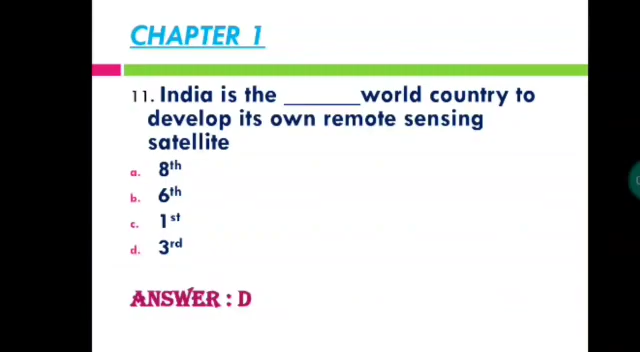 CHAPTER 1
11. India is the _______world country to
develop its own remote sensing
satellite
a. 8th
b. 6th
c. 1st
d. 3rd
ANSWER : D